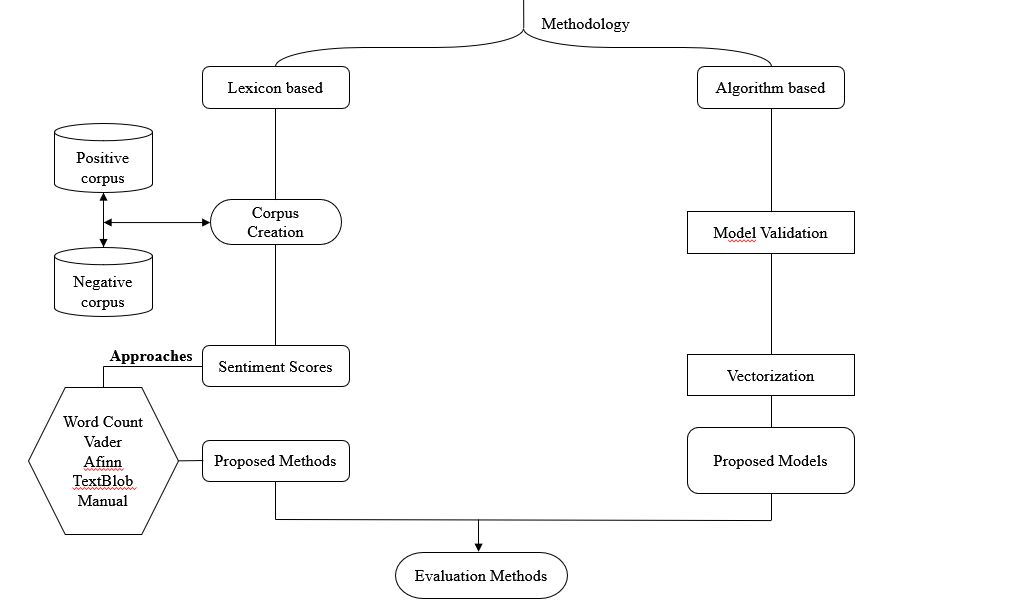 Methodology
Lexicon based
Algorithm based
Positive
corpus
Corpus
Creation
Model Validation
Negative
corpus
Approaches
Sentiment Scores
Vectorization
Word Count
Vader
Afinn
TextBlob
Manual
Proposed Methods
Proposed Models
Evaluation Methods